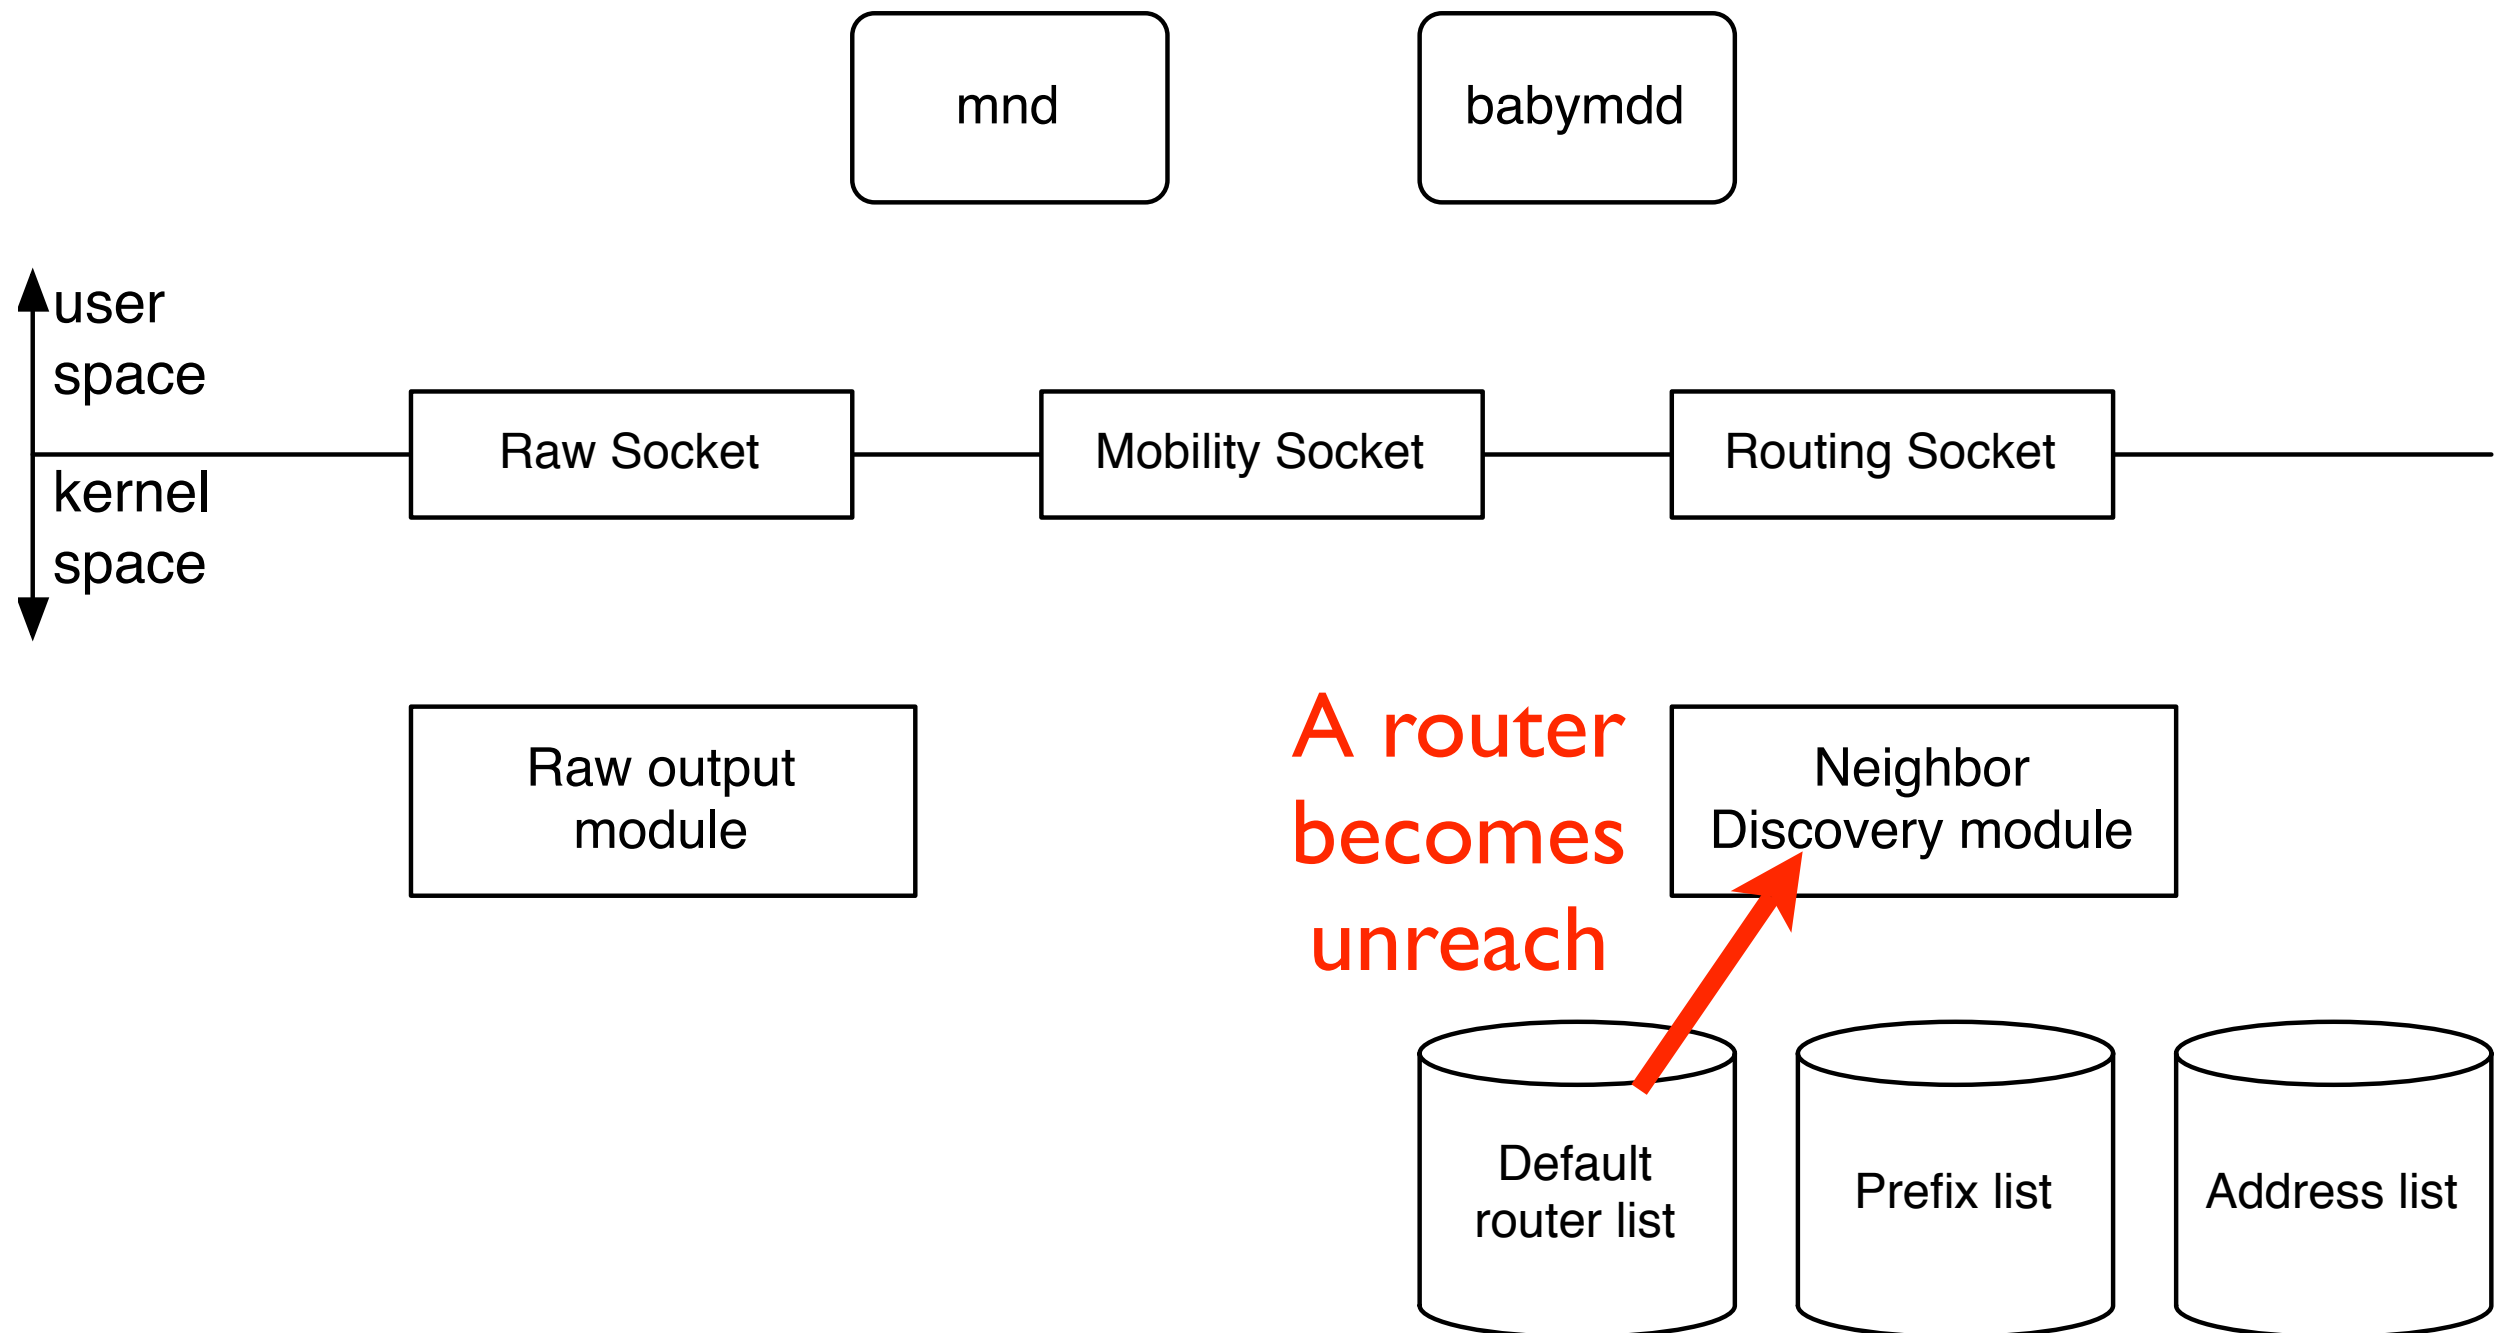 mnd
babymdd
user
space
Raw Socket
Mobility Socket
Routing Socket
kernel
space
Raw output
module
A router
becomes
unreach
Neighbor
Discovery module
Default
router list
Prefix list
Address list